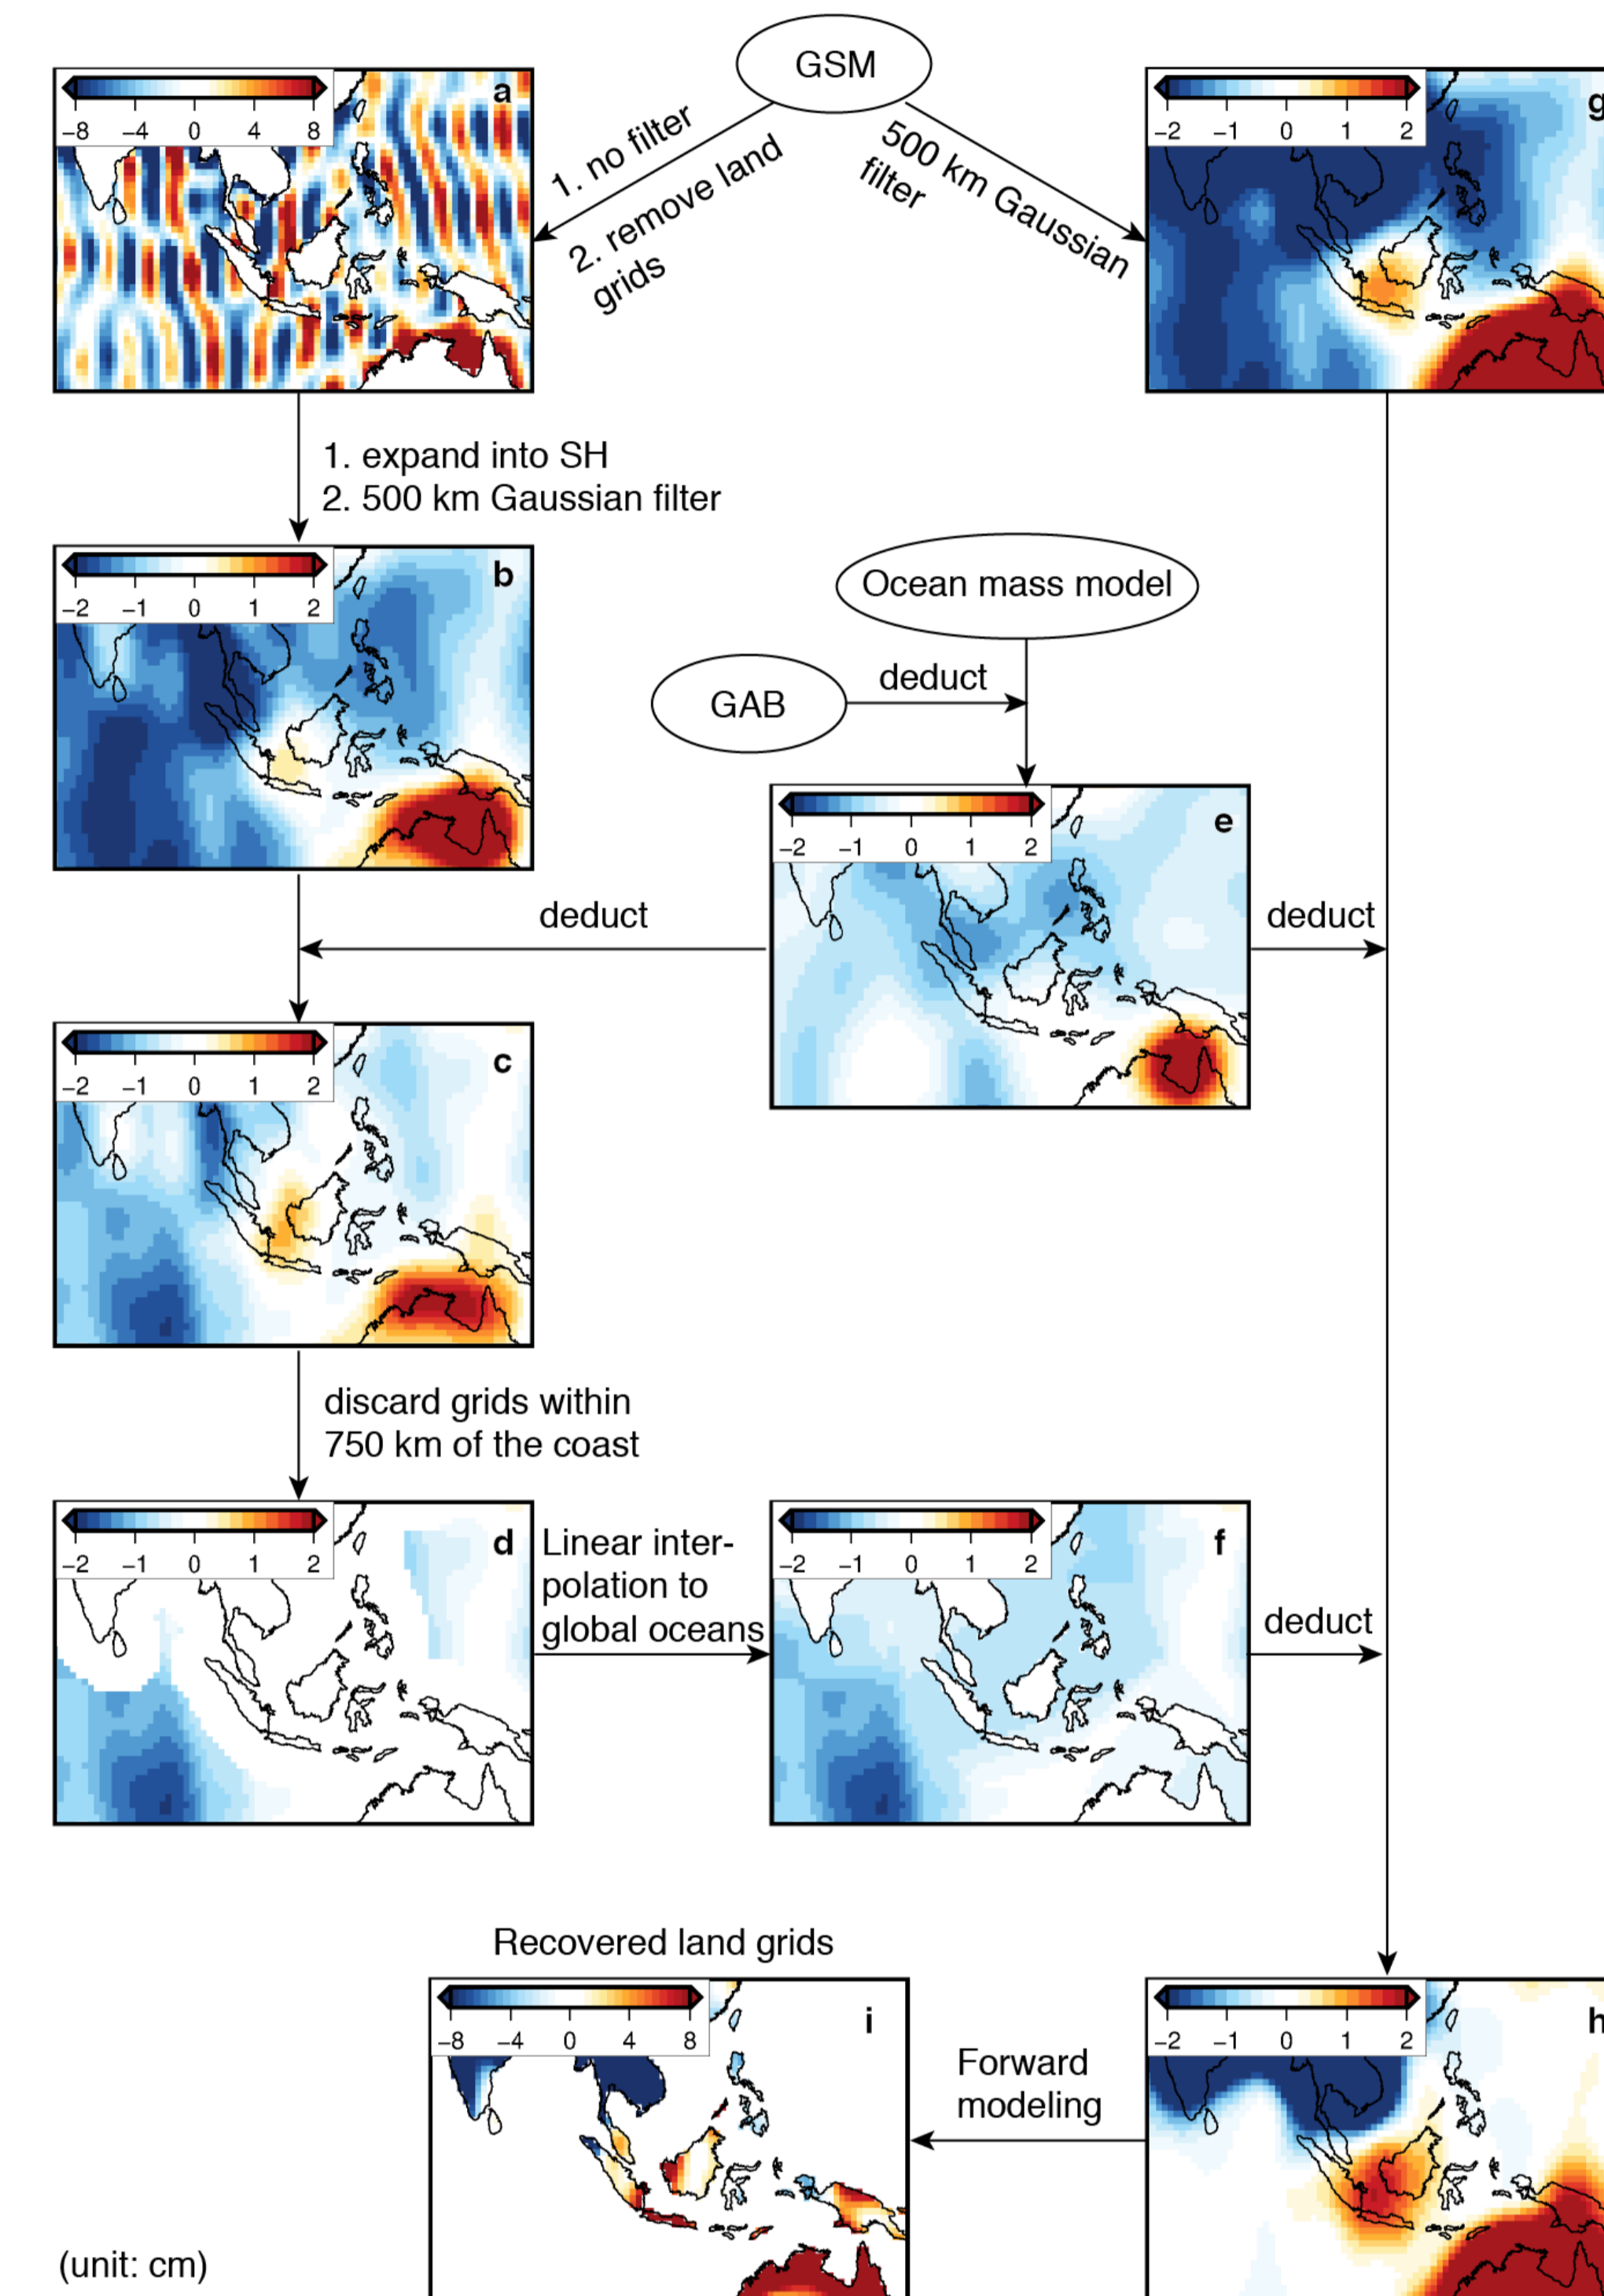 GSM
a
−8 −4 0 4 8
1. no filter
2. remove land
grids
500 km Gaussian
filter
g
−2 −1 0 1 2
1. expand into SH
2. 500 km Gaussian filter
b
−2 −1 0 1 2
Ocean mass model
GAB
deduct
e
−2 −1 0 1 2
deduct
deduct
c
−2 −1 0 1 2
discard grids within
750 km of the coast
d
−2 −1 0 1 2
Linear inter-
polation to
global oceans
f
−2 −1 0 1 2
deduct
Recovered land grids
i
−8 −4 0 4 8
Forward
modeling
h
−2 −1 0 1 2
(unit: cm)